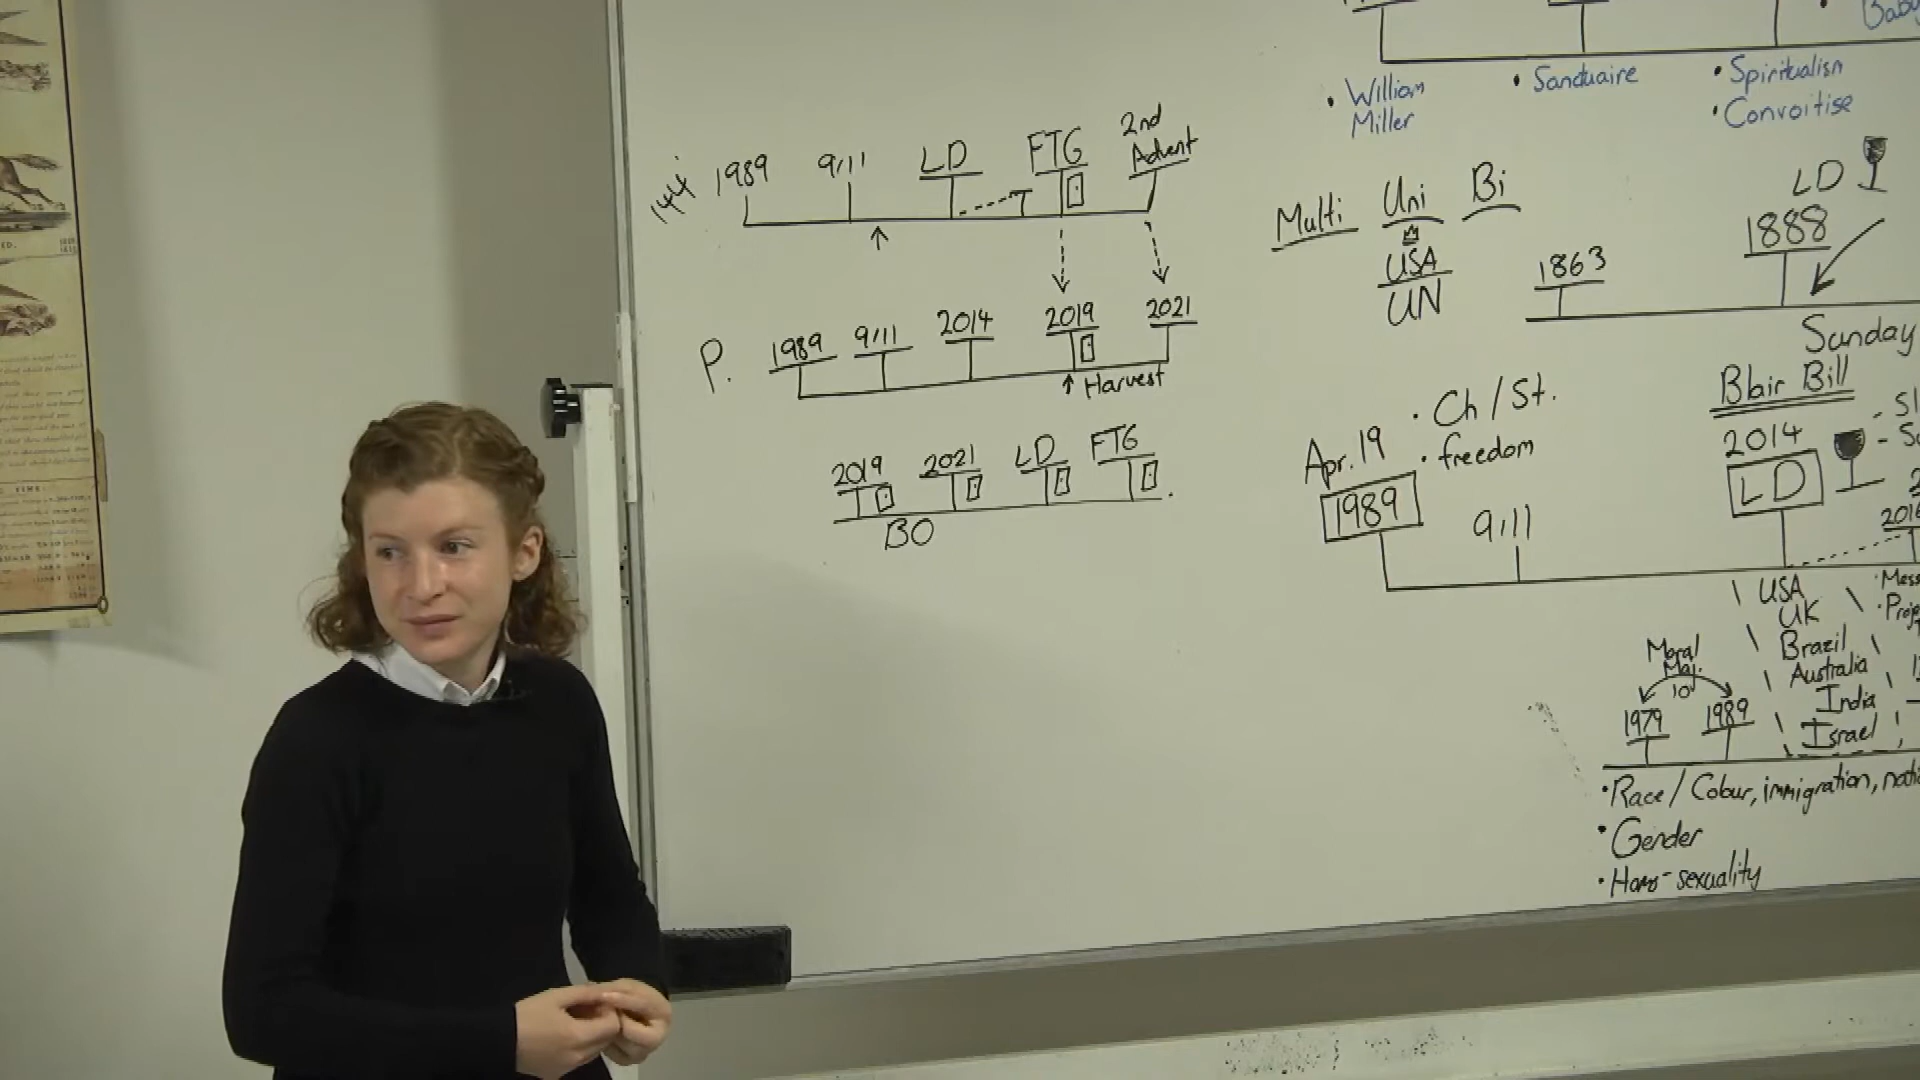 144
1989 9/11 LD FTG 2nd Advent
P. 1989 9/11 2014 2019 2021
Harvest
2019 2021 LD FTG
BO
• William Miller
• Sanctuaire
• Spiritualism
• Convoitise
Multi Uni Bi
USA
UN
LD
1863 1888
Sunday
Blair Bill
• Ch / St.
• freedom
Apr. 19
1989 9/11
2014
LD
2016
USA
UK
Brazil
Australia
India
Israel
Moral Maj.
10
1979 1989
• Race / Colour, immigration,
• Gender
• Homo-sexuality